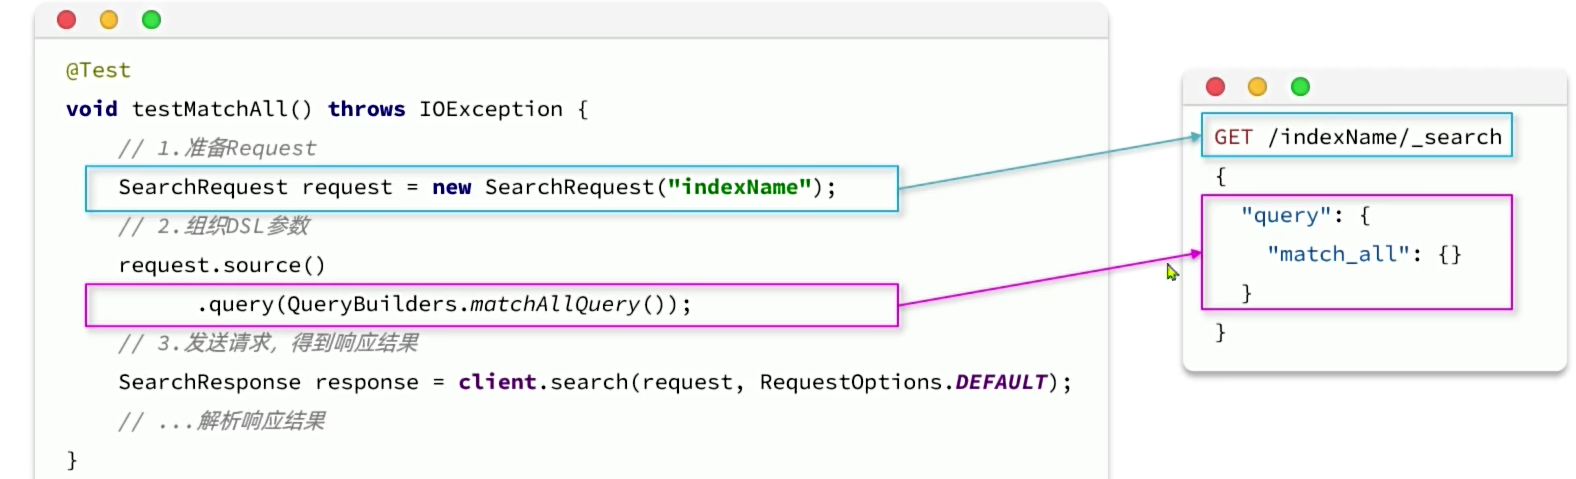 @Test
void testMatchAll() throws IOException {
// 1.准备Request
SearchRequest request = new SearchRequest("indexName");
// 2.组织DSL参数
request.source()
.query(QueryBuilders.matchAllQuery());
// 3.发送请求，得到响应结果
SearchResponse response = client.search(request, RequestOptions.DEFAULT);
// ...解析响应结果
}
GET /indexName/_search
{
"query": {
"match_all": {}
}
}